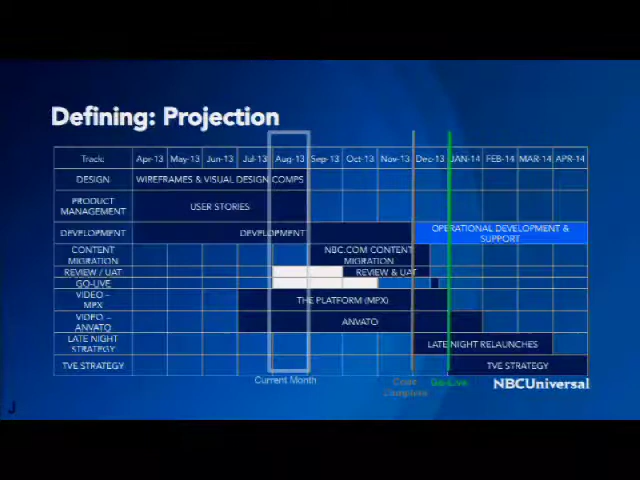 Defining: Projection
Track: Apr-13 May-13 Jun-13 Jul-13 Aug-13 Sep-13 Oct-13 Nov-13 Dec-13 JAN-14 FEB-14 MAR-14 APR-14
DESIGN WIREFRAMES & VISUAL DESIGN COMPS
PRODUCT
MANAGEMENT
USER STORIES
DEVELOPMENT DEVELOPMENT
OPERATIONAL DEVELOPMENT &
SUPPORT
CONTENT
MIGRATION
NBC.COM CONTENT
MIGRATION
REVIEW / UAT REVIEW & UAT
GO-LIVE
VIDEO –
MPX
THE PLATFORM (MPX)
VIDEO –
ANVATO
ANVATO
LATE NIGHT
STRATEGY
LATE NIGHT RELAUNCHES
TVE STRATEGY TVE STRATEGY
Current Month
Code
Complete
Go-Live
NBCUniversal